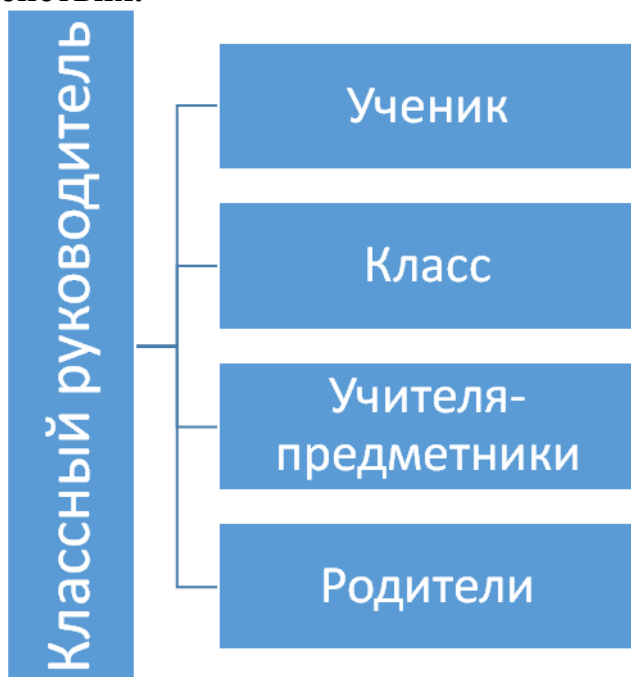 Классный руководитель
Ученик
Класс
Учителя-
предметники
Родители